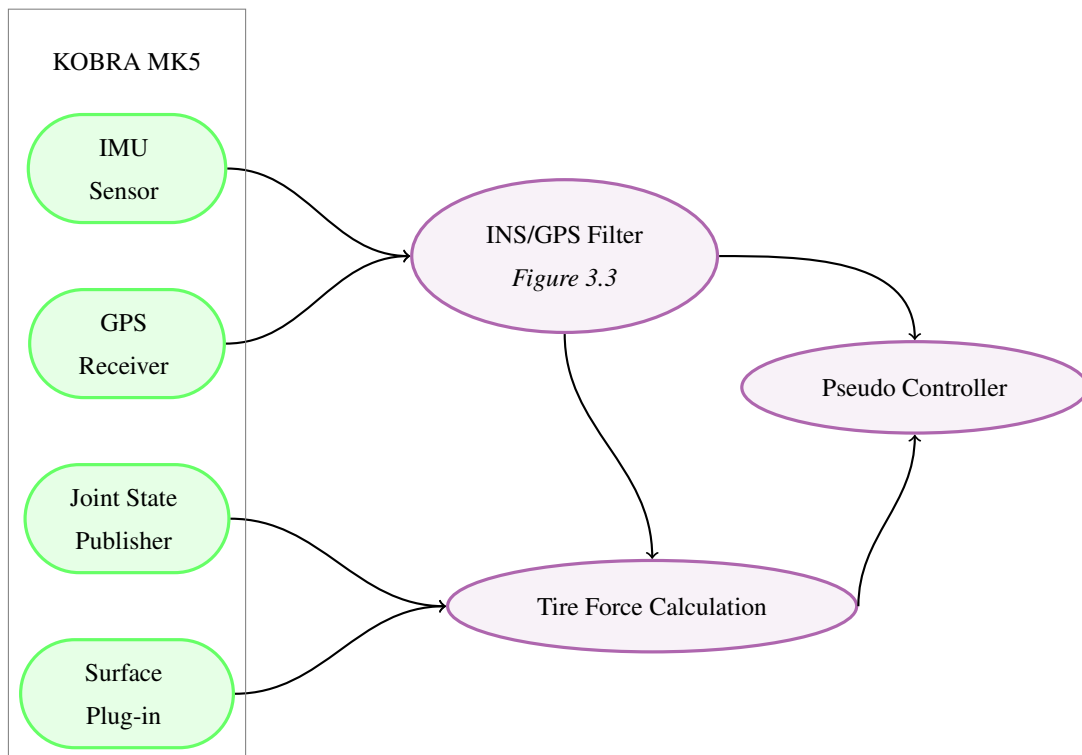 KOBRA MK5
IMU
Sensor
GPS
Receiver
Joint State
Publisher
Surface
Plug-in
INS/GPS Filter
Figure 3.3
Tire Force Calculation
Pseudo Controller